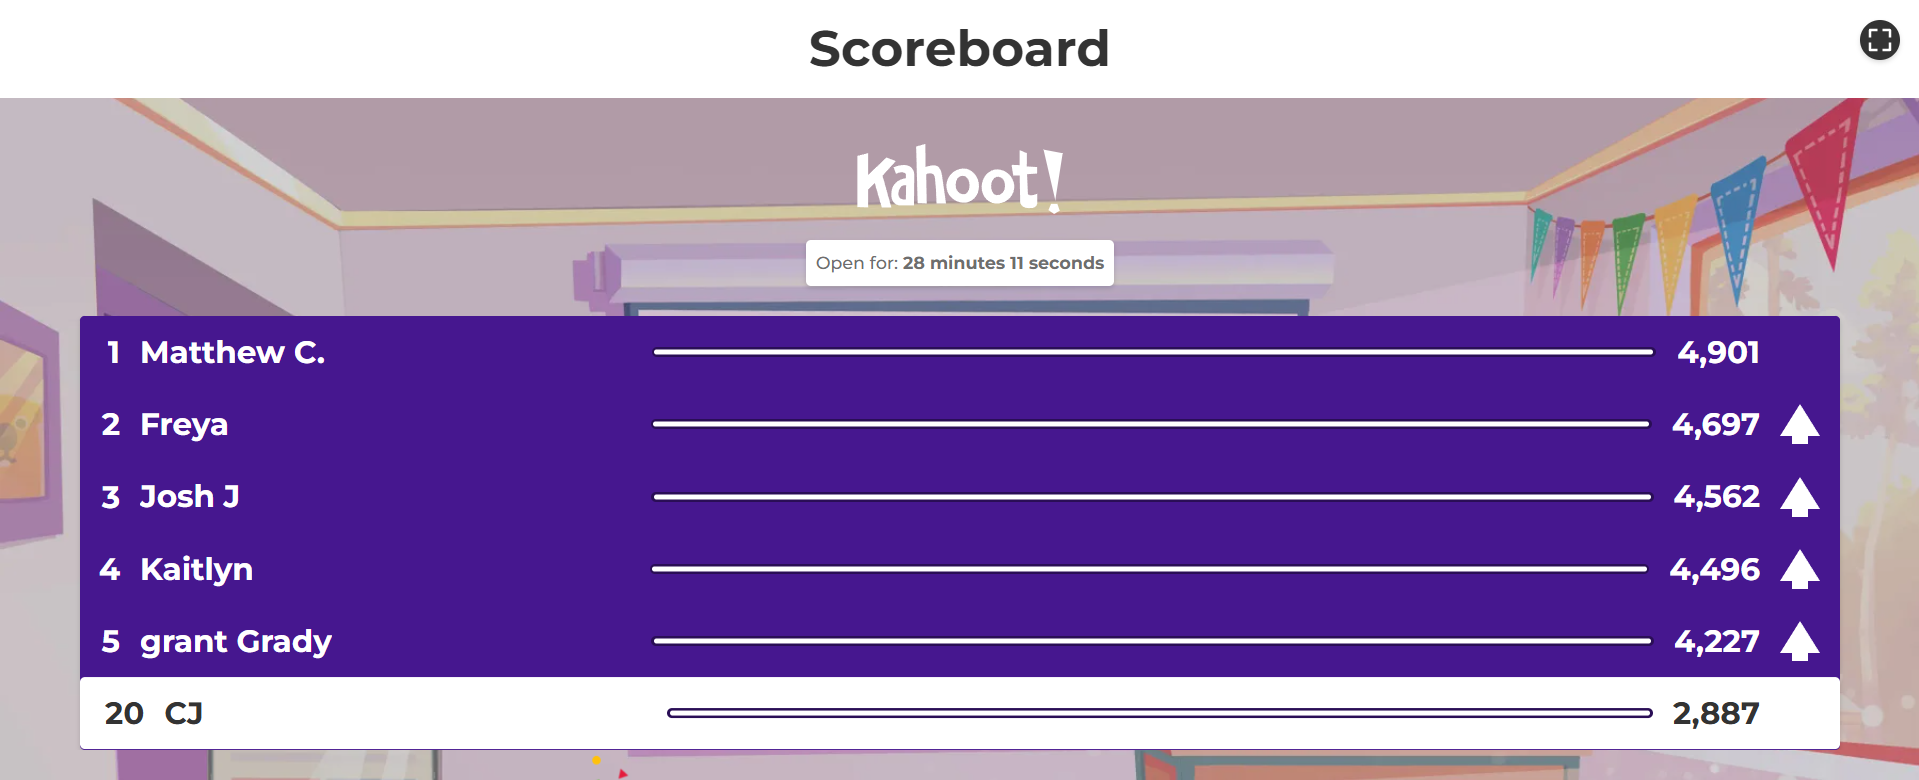 Scoreboard
Kahoot!
Open for: 28 minutes 11 seconds
1 Matthew C. 4,901
2 Freya 4,697
3 Josh J 4,562
4 Kaitlyn 4,496
5 grant Grady 4,227
20 CJ 2,887